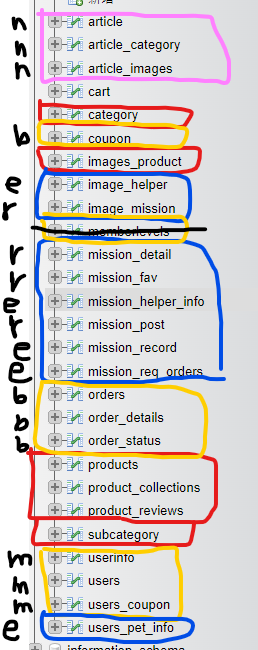 新增
n article
n article_category
n article_images
cart
category
b coupon
images_product
e image_helper
r image_mission
memberlevels
r mission_detail
r mission_fav
e mission_helper_info
r mission_post
e mission_record
e mission_req_orders
b orders
b order_details
b order_status
products
product_collections
product_reviews
subcategory
m userinfo
m users
m users_coupon
e users_pet_info
information_schema